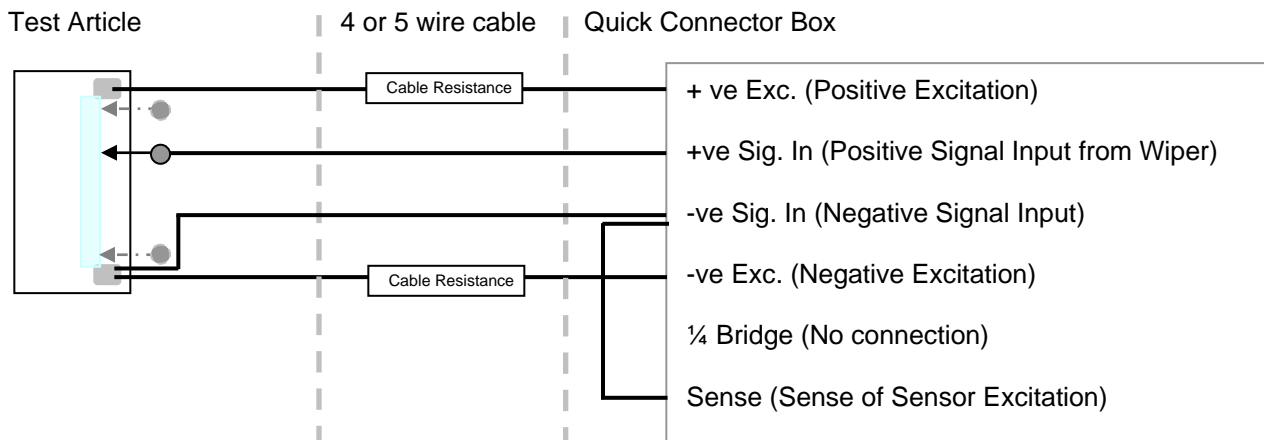 Test Article
4 or 5 wire cable
Quick Connector Box
Cable Resistance
+ ve Exc. (Positive Excitation)
+ve Sig. In (Positive Signal Input from Wiper)
-ve Sig. In (Negative Signal Input)
Cable Resistance
-ve Exc. (Negative Excitation)
¼ Bridge (No connection)
Sense (Sense of Sensor Excitation)